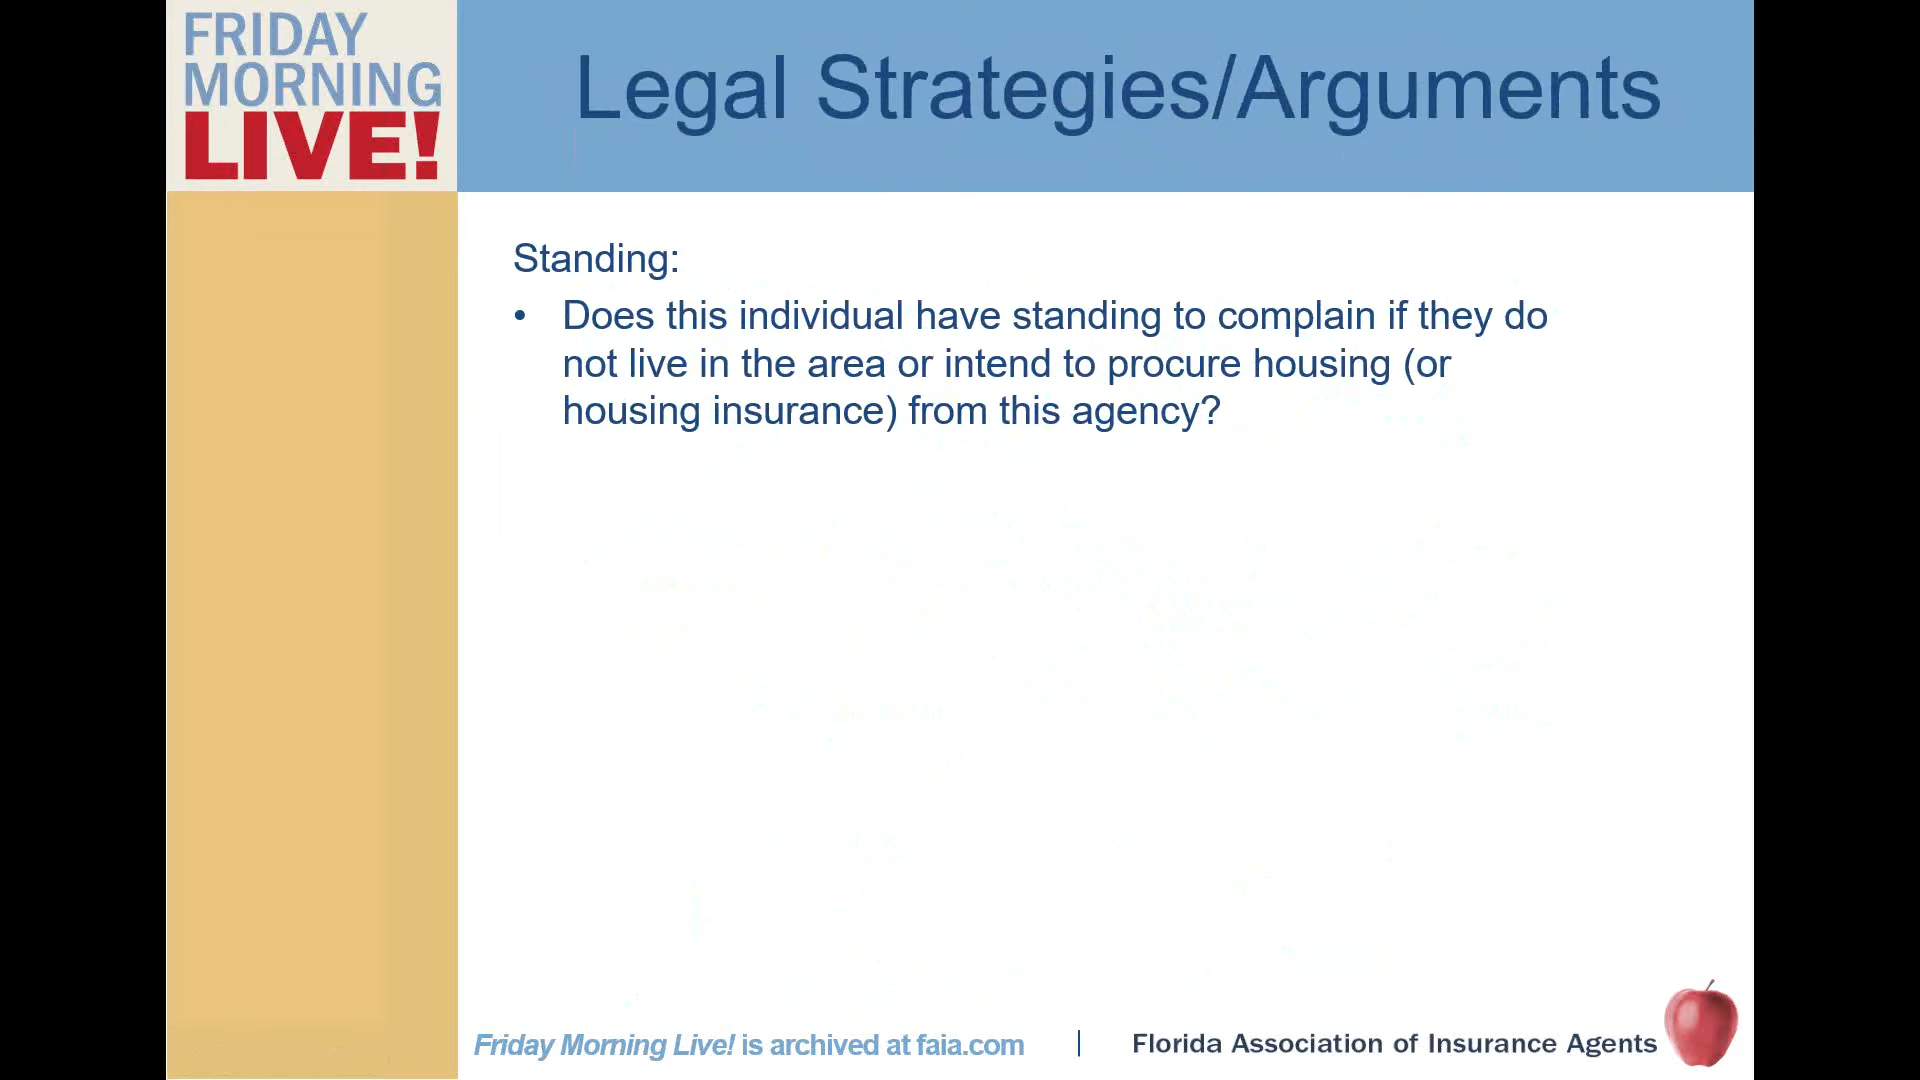 FRIDAY
MORNING
LIVE!
Legal Strategies/Arguments
Standing:
• Does this individual have standing to complain if they do
not live in the area or intend to procure housing (or
housing insurance) from this agency?
Friday Morning Live! is archived at faia.com | Florida Association of Insurance Agents